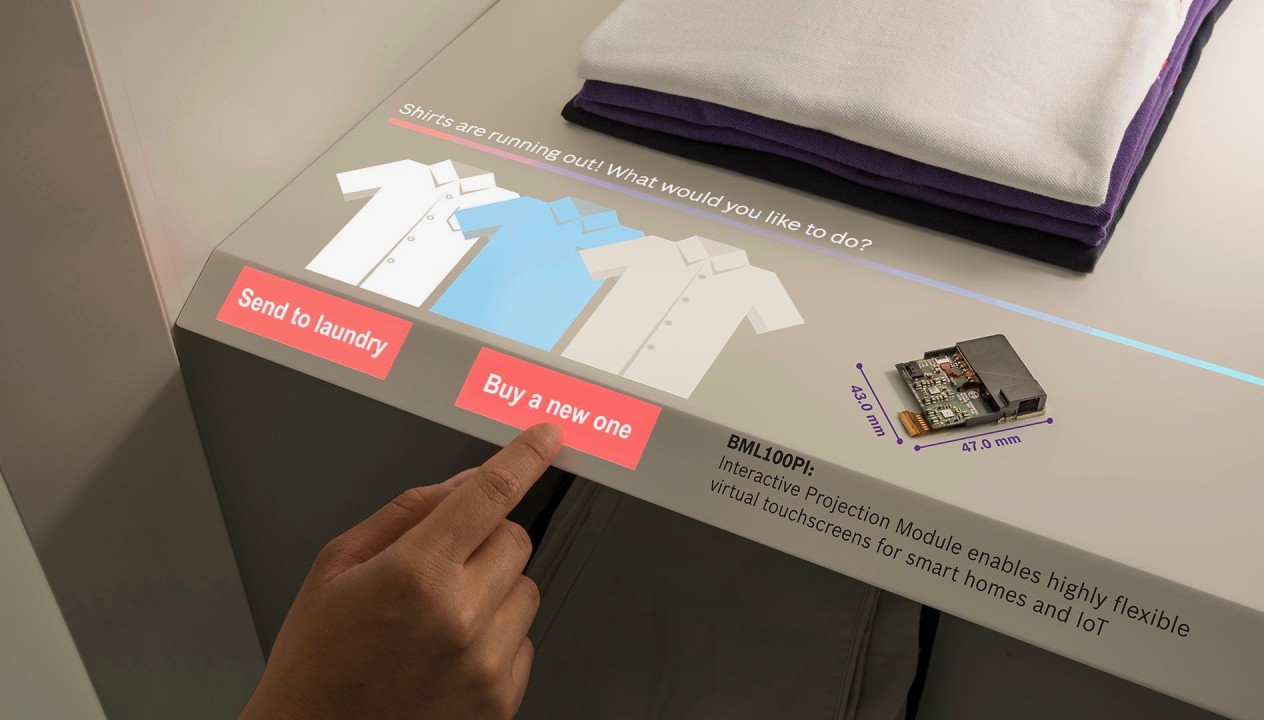 Shirts are running out! What would you like to do?
Send to laundry
Buy a new one
43.0 mm
47.0 mm
BML100PI:
Interactive Projection Module enables highly flexible
virtual touchscreens for smart homes and IoT